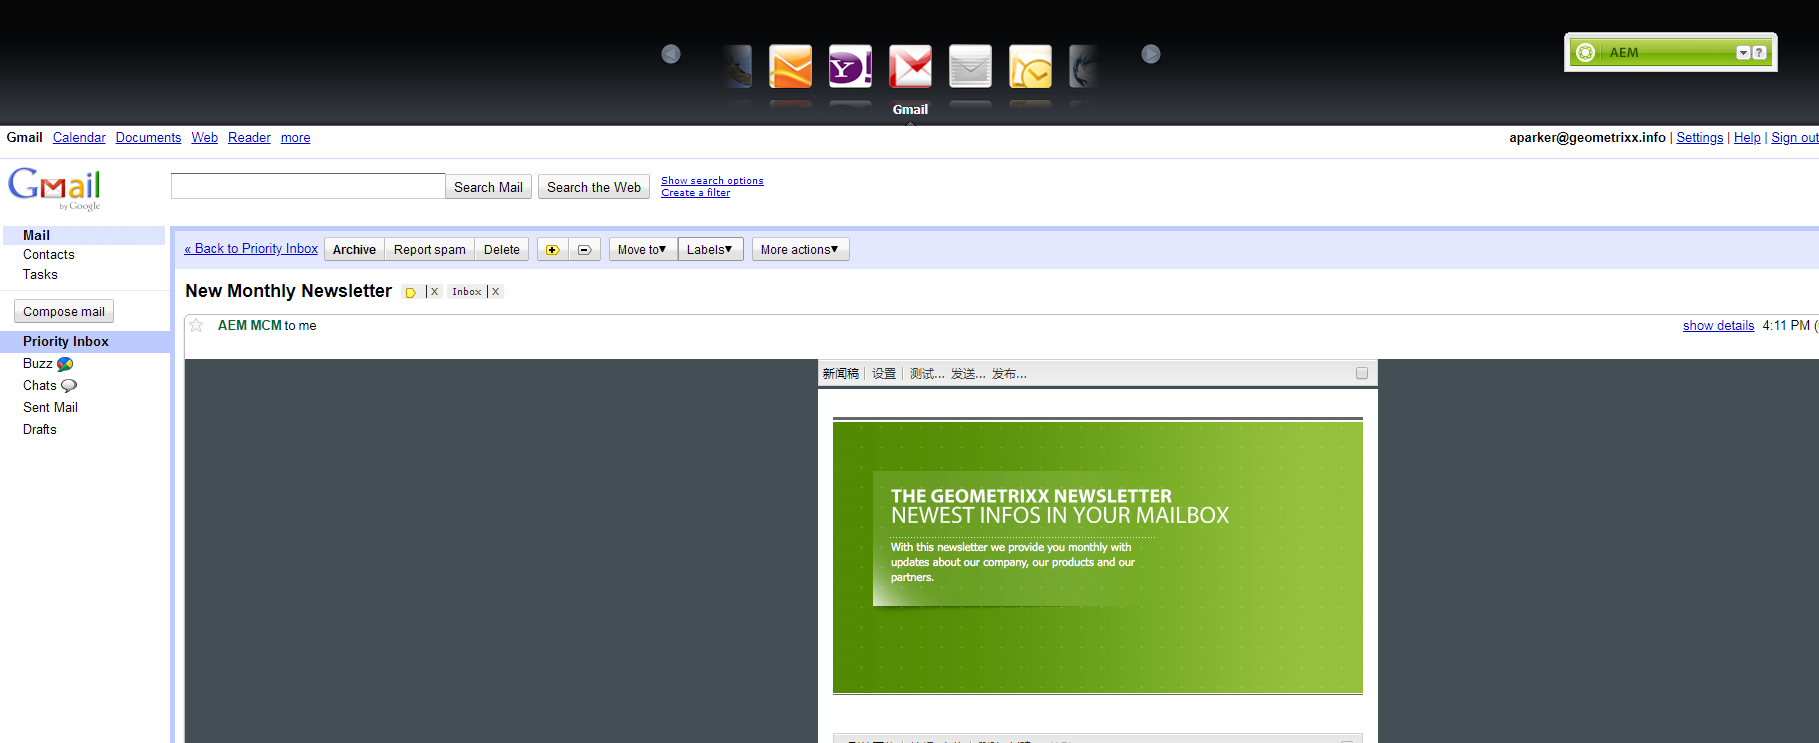 AEM
Gmail
Gmail Calendar Documents Web Reader more
aparker@geometrixx.info | Settings | Help | Sign out
Gmail
by Google
Search Mail
Search the Web
Show search options
Create a filter
Mail
Contacts
Tasks
Compose mail
Priority Inbox
Buzz
Chats
Sent Mail
Drafts
« Back to Priority Inbox
Archive
Report spam
Delete
Move to▼
Labels▼
More actions▼
New Monthly Newsletter
X
Inbox X
AEM MCM to me
show details 4:11 PM (
新闻稿 设置 测试... 发送... 发布...
THE GEOMETRIXX NEWSLETTER
NEWEST INFOS IN YOUR MAILBOX
With this newsletter we provide you monthly with
updates about our company, our products and our
partners.